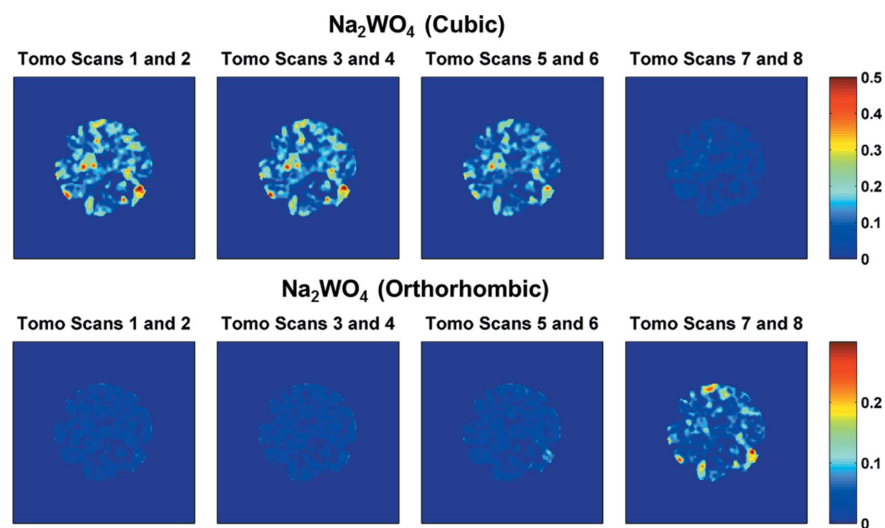 Na₂WO₄ (Cubic)
Tomo Scans 1 and 2 Tomo Scans 3 and 4 Tomo Scans 5 and 6 Tomo Scans 7 and 8
0.5
0.4
0.3
0.2
0.1
0
Na₂WO₄ (Orthorhombic)
Tomo Scans 1 and 2 Tomo Scans 3 and 4 Tomo Scans 5 and 6 Tomo Scans 7 and 8
0.2
0.1
0